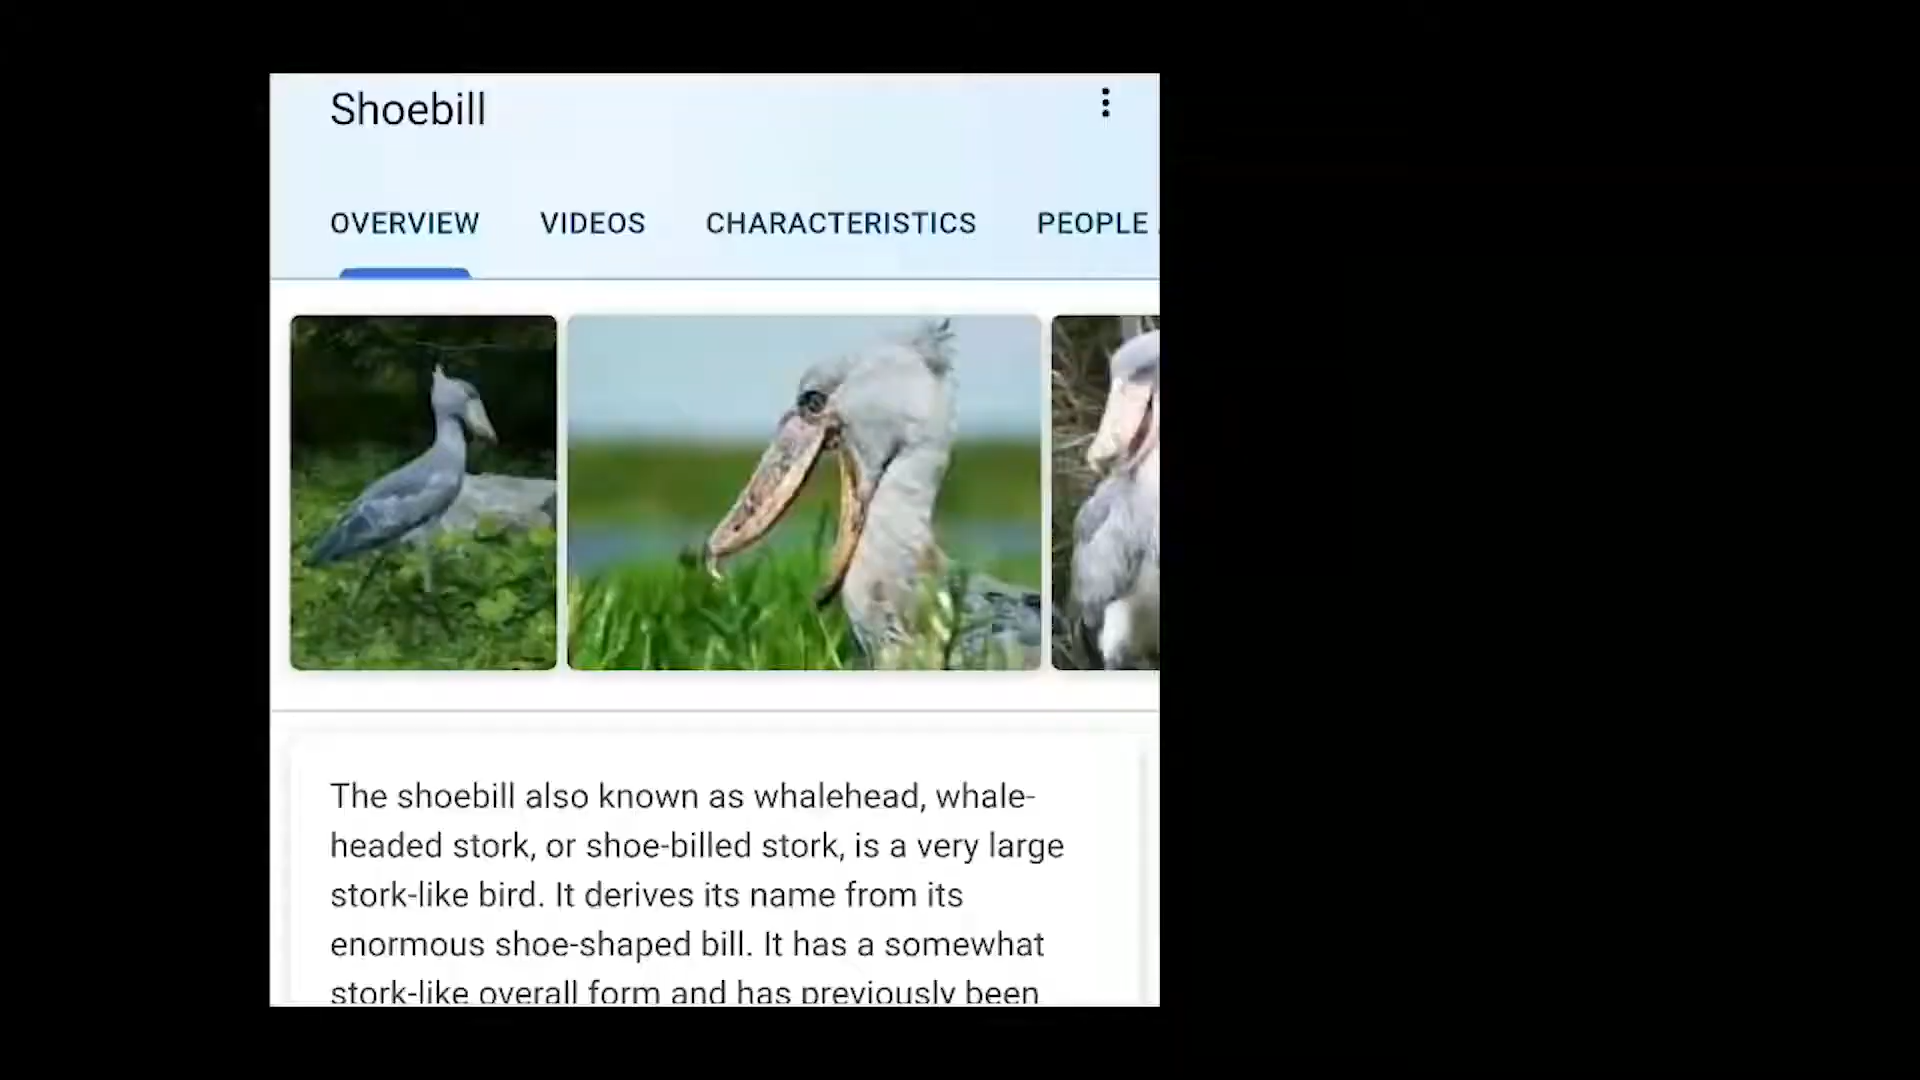 Shoebill
OVERVIEW VIDEOS CHARACTERISTICS PEOPLE
The shoebill also known as whalehead, whale-
headed stork, or shoe-billed stork, is a very large
stork-like bird. It derives its name from its
enormous shoe-shaped bill. It has a somewhat
stork-like overall form and has previously been